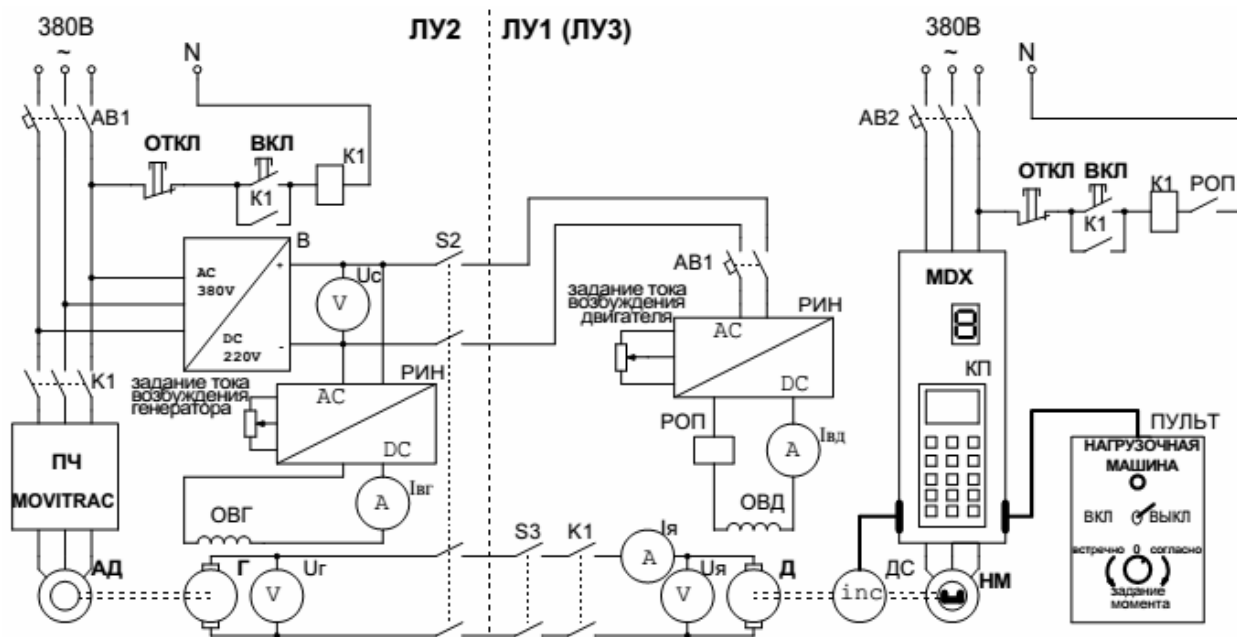 380В
~
ЛУ2
ЛУ1 (ЛУ3)
380В
~
N
N
АВ1
АВ2
ОТКЛ
ВКЛ
К1
К1
ОТКЛ
ВКЛ
К1
РОП
К1
В
S2
AC
380V
+
Uс
АВ1
MDX
задание тока
возбуждения
двигателя
РИН
8
DC
220V
-
AC
К1
задание тока
возбуждения
генератора
РИН
V
AC
DC
КП
РОП
Iвд
A
ПУЛЬТ
ПЧ
MOVITRAC
DC
Iвг
A
НАГРУЗОЧНАЯ
МАШИНА
ОВГ
ОВД
ВКЛ
ВЫКЛ
S3
К1
Iя
A
встречно 0 согласно
АД
Г
Uг
V
Uя
V
Д
ДС
inc
НМ
задание
момента